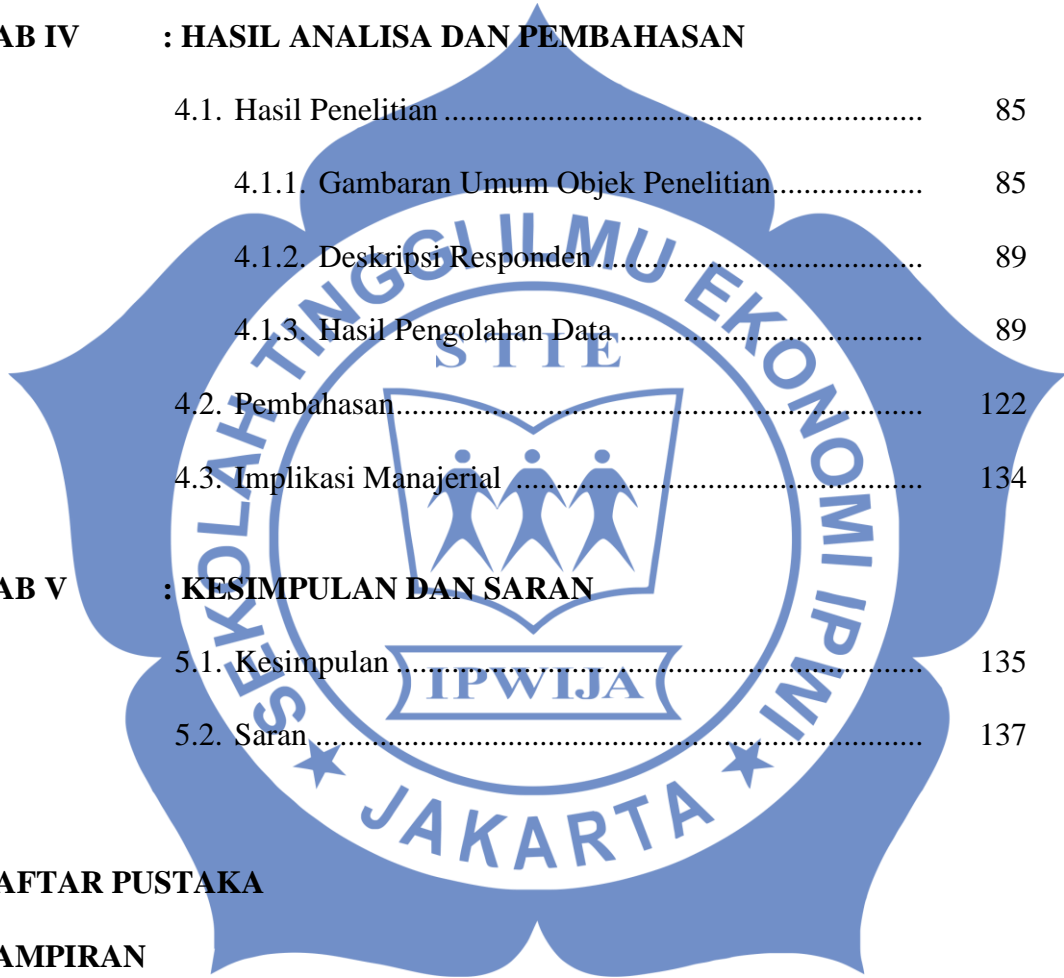 AB IV : HASIL ANALISA DAN PEMBAHASAN
4.1. Hasil Penelitian ........................................................ 85
4.1.1. Gambaran Umum Objek Penelitian.................. 85
4.1.2. Deskripsi Responden ...................................... 89
4.1.3. Hasil Pengolahan Data ................................... 89
4.2. Pembahasan.............................................................. 122
4.3. Implikasi Manajerial ................................................ 134
AB V : KESIMPULAN DAN SARAN
5.1. Kesimpulan .............................................................. 135
5.2. Saran ....................................................................... 137
AFTAR PUSTAKA
AMPIRAN
SEKOLAH TINGGI ILMU EKONOMI IPWI
STIE
IPWIJA
★ JAKARTA ★